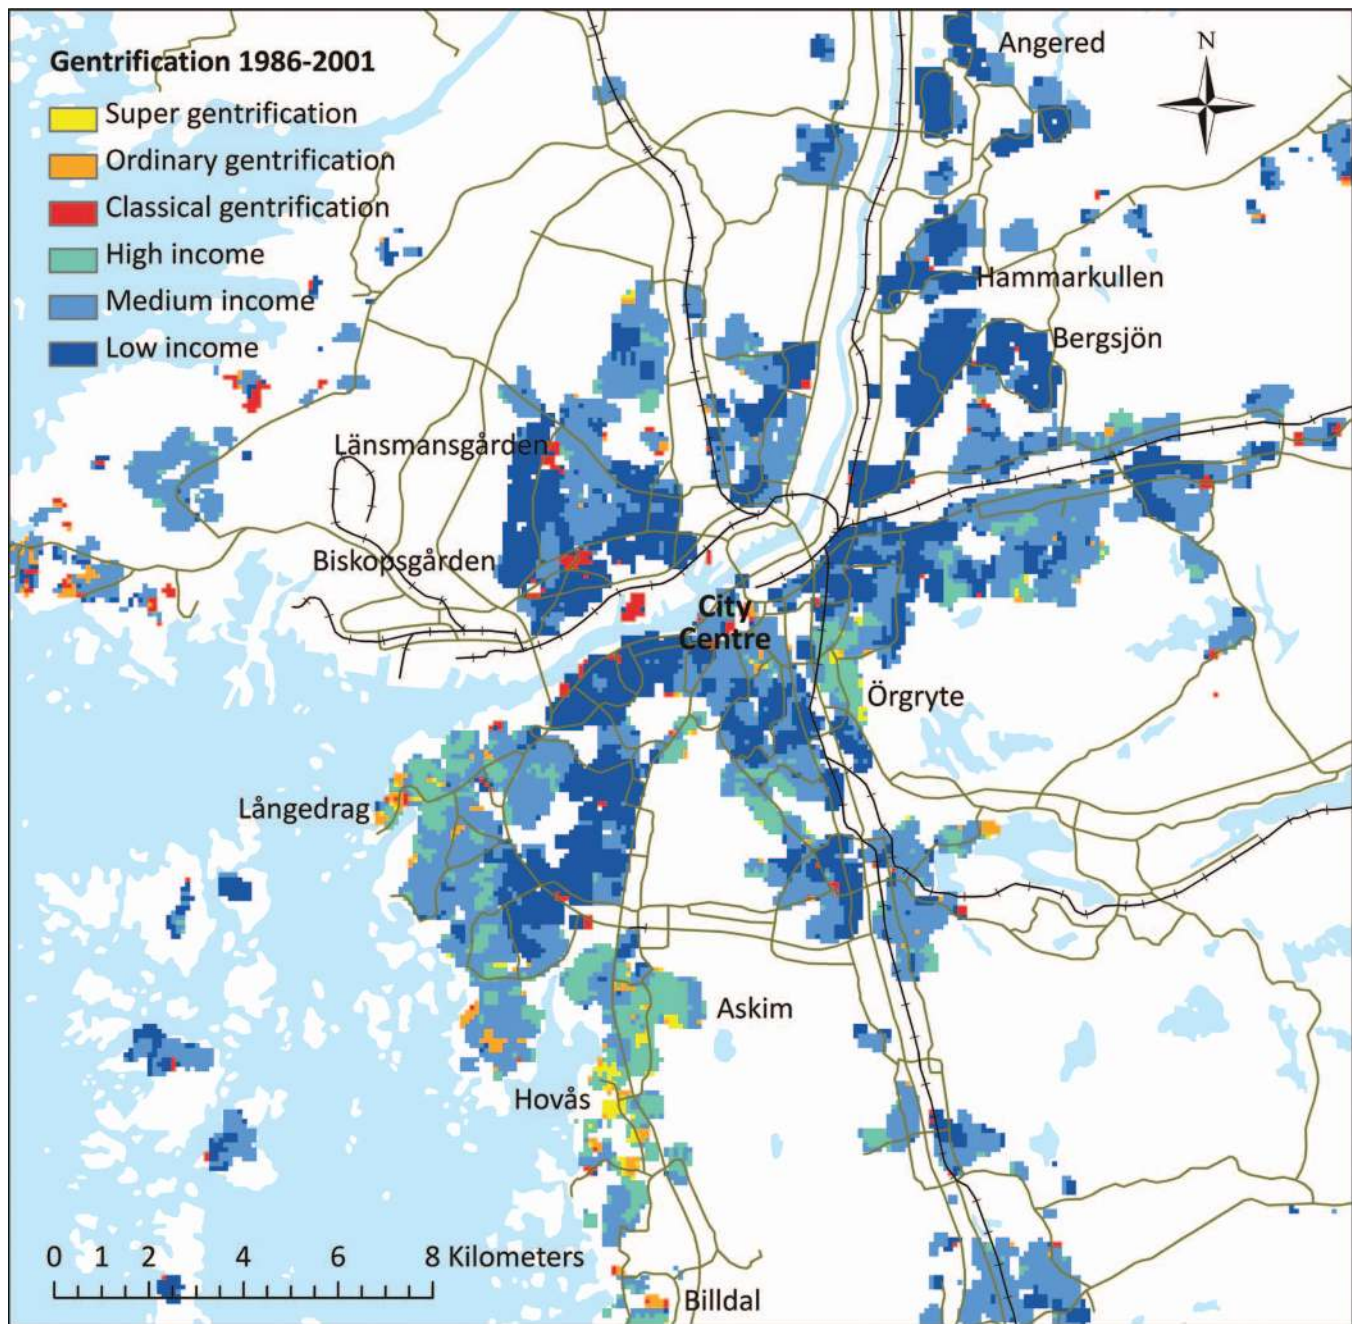 Gentrification 1986-2001
Super gentrification
Ordinary gentrification
Classical gentrification
High income
Medium income
Low income
Angered
N
Hammarkullen
Bergsjön
Länsmansgården
Biskopsgården
City
Centre
Örgryte
Långedrag
Askim
Hovås
0 1 2 4 6 8 Kilometers
Billdal